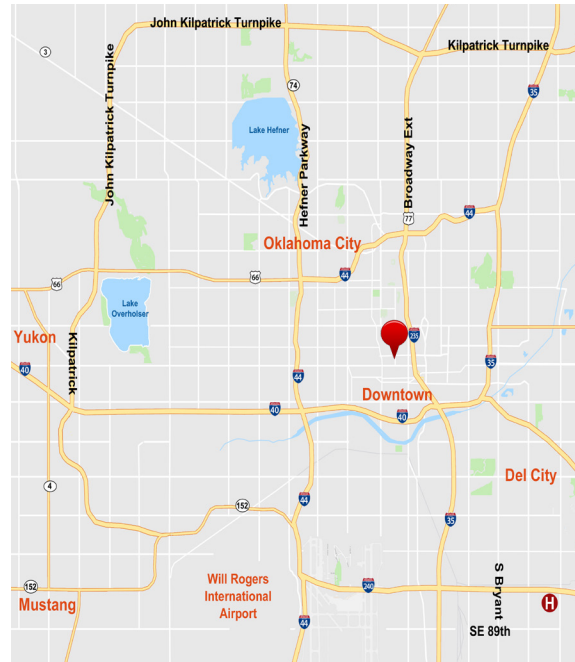 John Kilpatrick Turnpike
Kilpatrick Turnpike
3
74
35
Lake Hefner
John Kilpatrick Turnpike
Hefner Parkway
Broadway Ext
44
77
Oklahoma City
44
66
66
Lake
Overholser
Yukon
Kilpatrick
235
35
40
44
Downtown
40
40
Del City
4
152
44
35
S Bryant
152
Will Rogers
International
Airport
240
Mustang
H
44
SE 89th